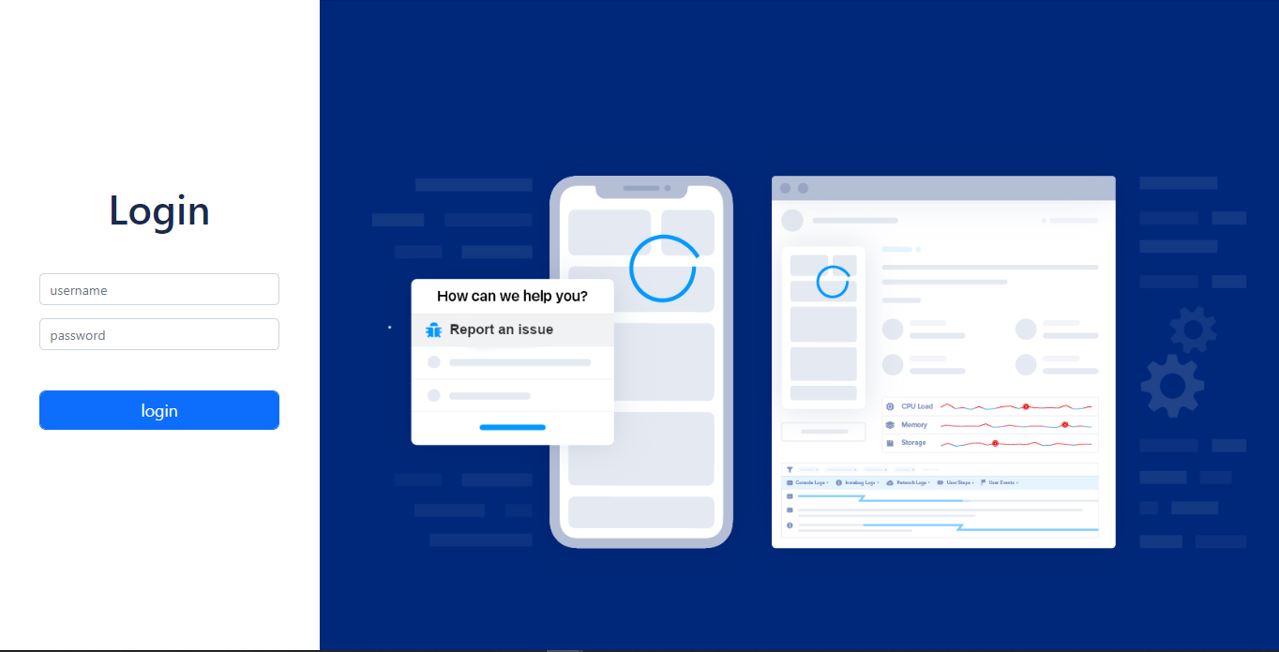 Login
username
password
login
How can we help you?
Report an issue
CPU Load
Memory
Storage
Console Logs
Instabug Logs
Network Logs
User Steps
User Events